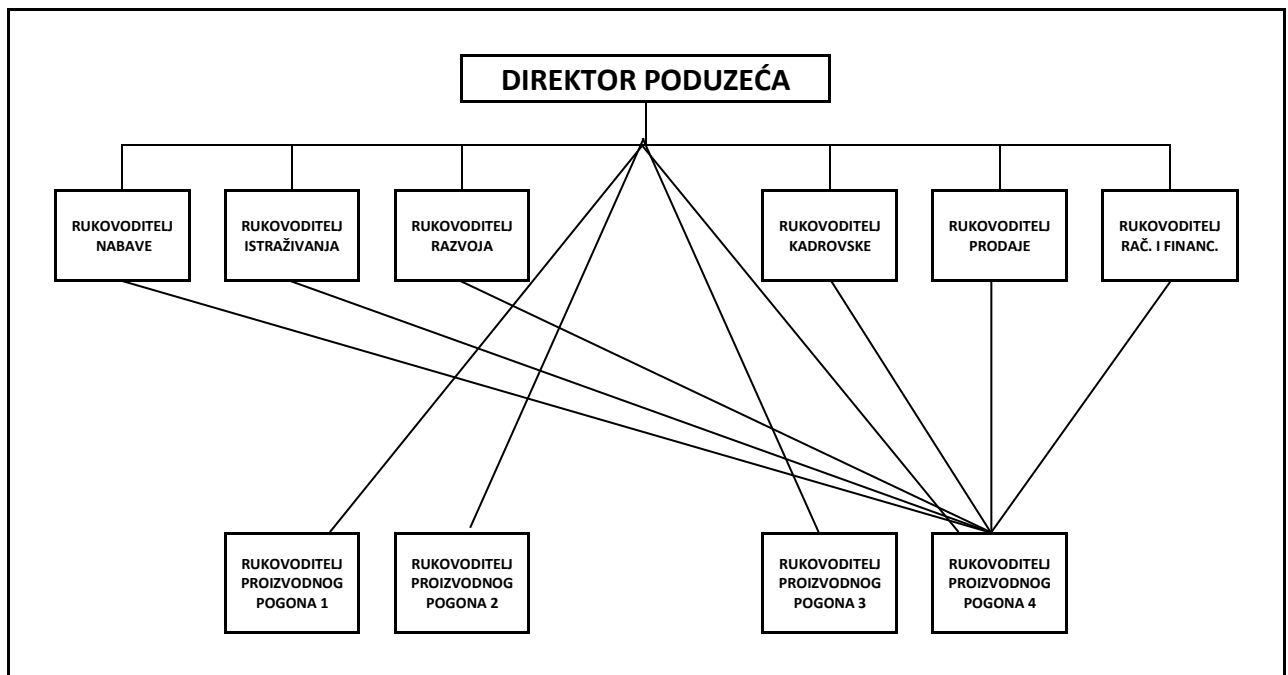 DIREKTOR PODUZEĆA
RUKOVODITELJ
NABAVE
RUKOVODITELJ
ISTRAŽIVANJA
RUKOVODITELJ
RAZVOJA
RUKOVODITELJ
KADROVSKE
RUKOVODITELJ
PRODAJE
RUKOVODITELJ
RAČ. I FINANC.
RUKOVODITELJ
PROIZVODNOG
POGONA 1
RUKOVODITELJ
PROIZVODNOG
POGONA 2
RUKOVODITELJ
PROIZVODNOG
POGONA 3
RUKOVODITELJ
PROIZVODNOG
POGONA 4